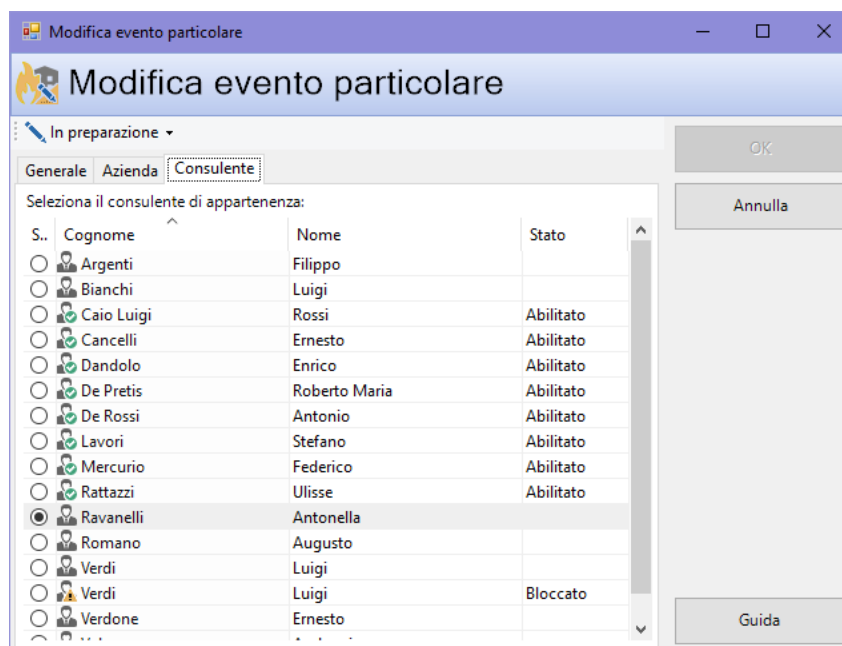 Modifica evento particolare
Modifica evento particolare
In preparazione
OK
Annulla
Generale Azienda Consulente
Seleziona il consulente di appartenenza:
S.. Cognome Nome Stato
Argenti Filippo
Bianchi Luigi
Caio Luigi Rossi Abilitato
Cancelli Ernesto Abilitato
Dandolo Enrico Abilitato
De Pretis Roberto Maria Abilitato
De Rossi Antonio Abilitato
Lavori Stefano Abilitato
Mercurio Federico Abilitato
Rattazzi Ulisse Abilitato
Ravanelli Antonella
Romano Augusto
Verdi Luigi
Verdi Luigi Bloccato
Verdone Ernesto
Guida